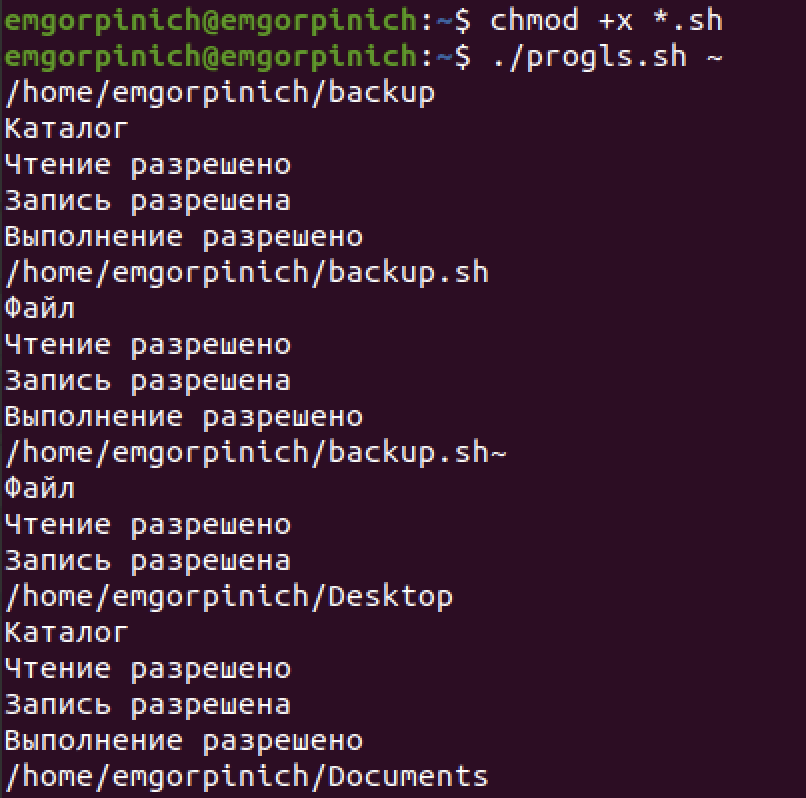 emgorpinich@emgorpinich:~$ chmod +x *.sh
emgorpinich@emgorpinich:~$ ./progls.sh ~
/home/emgorpinich/backup
Каталог
Чтение разрешено
Запись разрешена
Выполнение разрешено
/home/emgorpinich/backup.sh
Файл
Чтение разрешено
Запись разрешена
Выполнение разрешено
/home/emgorpinich/backup.sh~
Файл
Чтение разрешено
Запись разрешена
/home/emgorpinich/Desktop
Каталог
Чтение разрешено
Запись разрешена
Выполнение разрешено
/home/emgorpinich/Documents